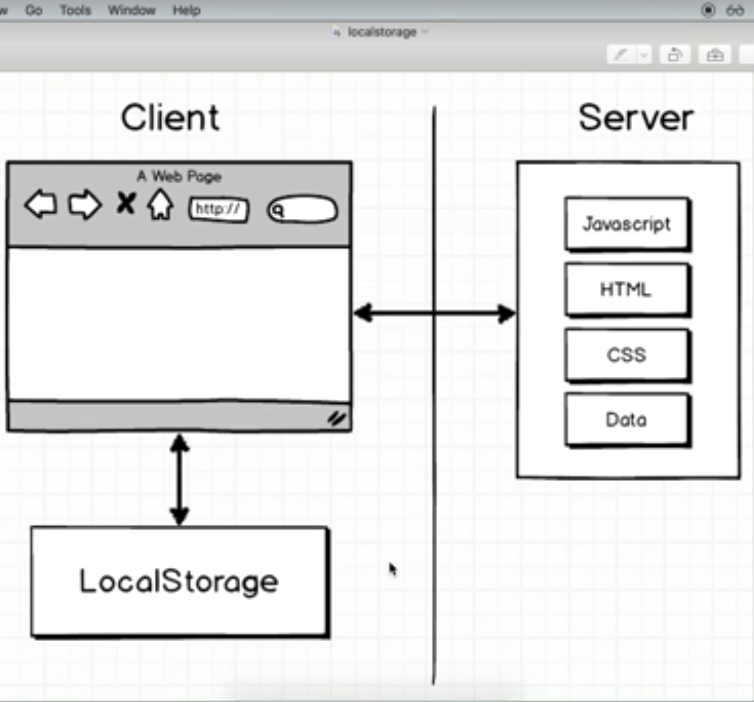 Go Tools Window Help
localstorage
Client
Server
A Web Page
http://
Javascript
HTML
CSS
Data
LocalStorage